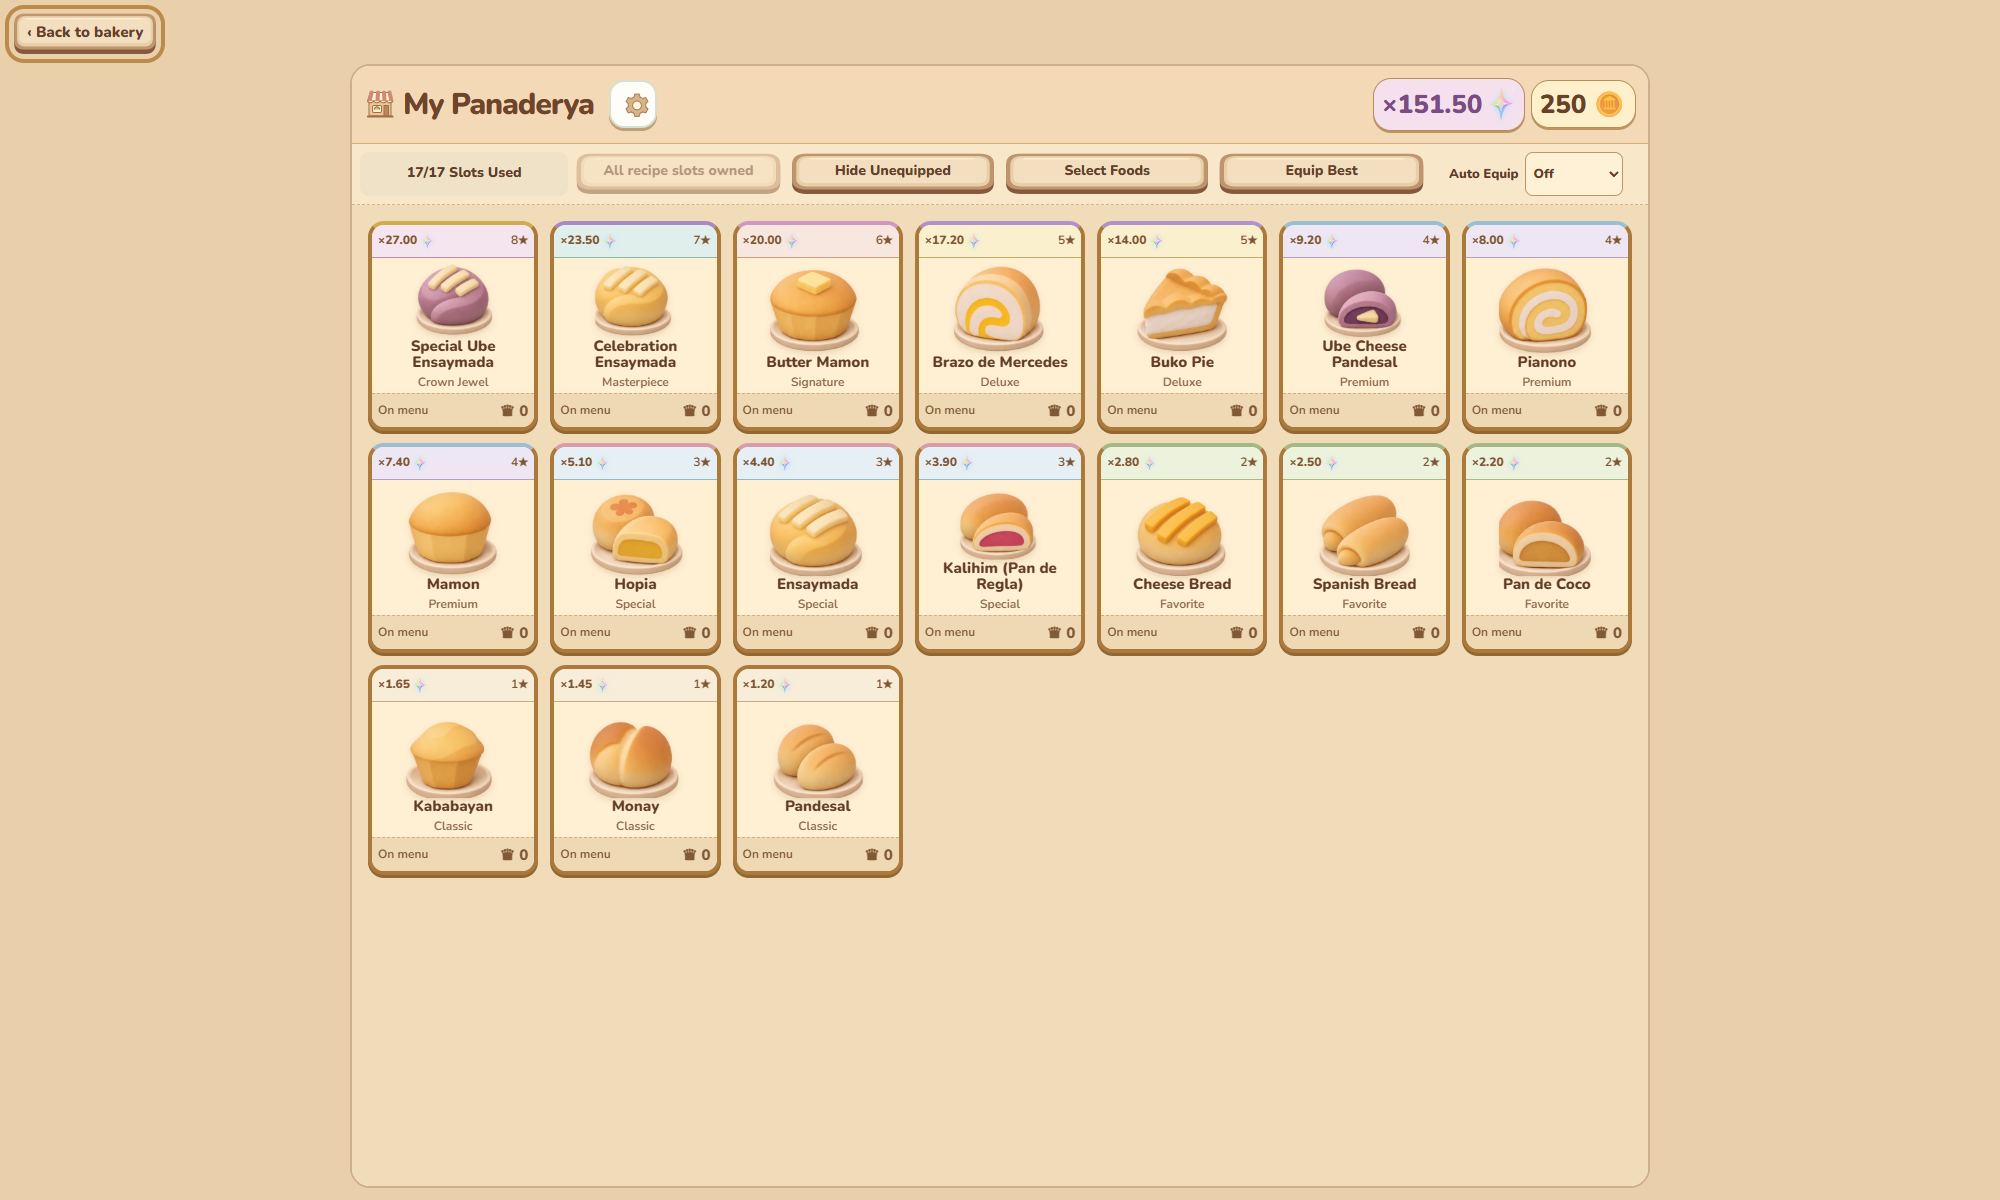 ‹ Back to bakery
My Panaderya
×151.50
250
17/17 Slots Used
All recipe slots owned
Hide Unequipped
Select Foods
Equip Best
Auto Equip
Off
×27.00 8★
Special Ube
Ensaymada
Crown Jewel
On menu 0
×23.50 7★
Celebration
Ensaymada
Masterpiece
On menu 0
×20.00 6★
Butter Mamon
Signature
On menu 0
×17.20 5★
Brazo de Mercedes
Deluxe
On menu 0
×14.00 5★
Buko Pie
Deluxe
On menu 0
×9.20 4★
Ube Cheese
Pandesal
Premium
On menu 0
×8.00 4★
Pianono
Premium
On menu 0
×7.40 4★
Mamon
Premium
On menu 0
×5.10 3★
Hopia
Special
On menu 0
×4.40 3★
Ensaymada
Special
On menu 0
×3.90 3★
Kalihim (Pan de
Regla)
Special
On menu 0
×2.80 2★
Cheese Bread
Favorite
On menu 0
×2.50 2★
Spanish Bread
Favorite
On menu 0
×2.20 2★
Pan de Coco
Favorite
On menu 0
×1.65 1★
Kababayan
Classic
On menu 0
×1.45 1★
Monay
Classic
On menu 0
×1.20 1★
Pandesal
Classic
On menu 0